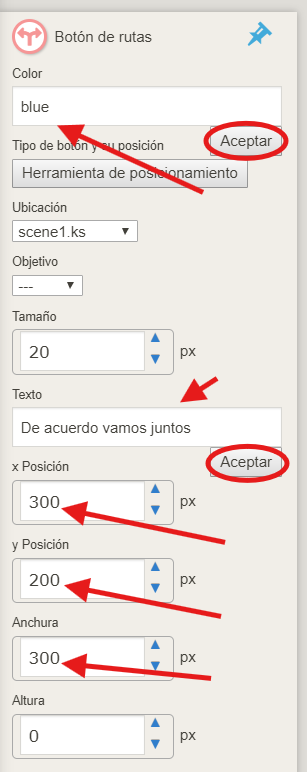 Botón de rutas
Color
blue
Aceptar
Tipo de botón y su posición
Herramienta de posicionamiento
Ubicación
scene1.ks
Objetivo
---
Tamaño
20 px
Texto
De acuerdo vamos juntos
Aceptar
x Posición
300 px
y Posición
200 px
Anchura
300 px
Altura
0 px